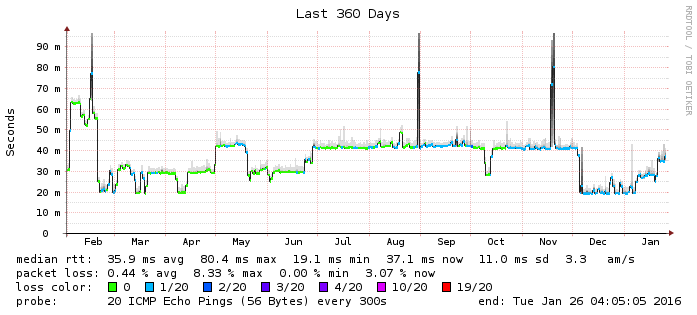 Last 360 Days
RRDTOOL / TOBI OETIKER
Seconds
90 m
80 m
70 m
60 m
50 m
40 m
30 m
20 m
10 m
0
Feb Mar Apr May Jun Jul Aug Sep Oct Nov Dec Jan
median rtt: 35.9 ms avg 80.4 ms max 19.1 ms min 37.1 ms now 11.0 ms sd 3.3 am/s
packet loss: 0.44 % avg 8.33 % max 0.00 % min 3.07 % now
loss color: 0 1/20 2/20 3/20 4/20 10/20 19/20
probe: 20 ICMP Echo Pings (56 Bytes) every 300s end: Tue Jan 26 04:05:05 2016